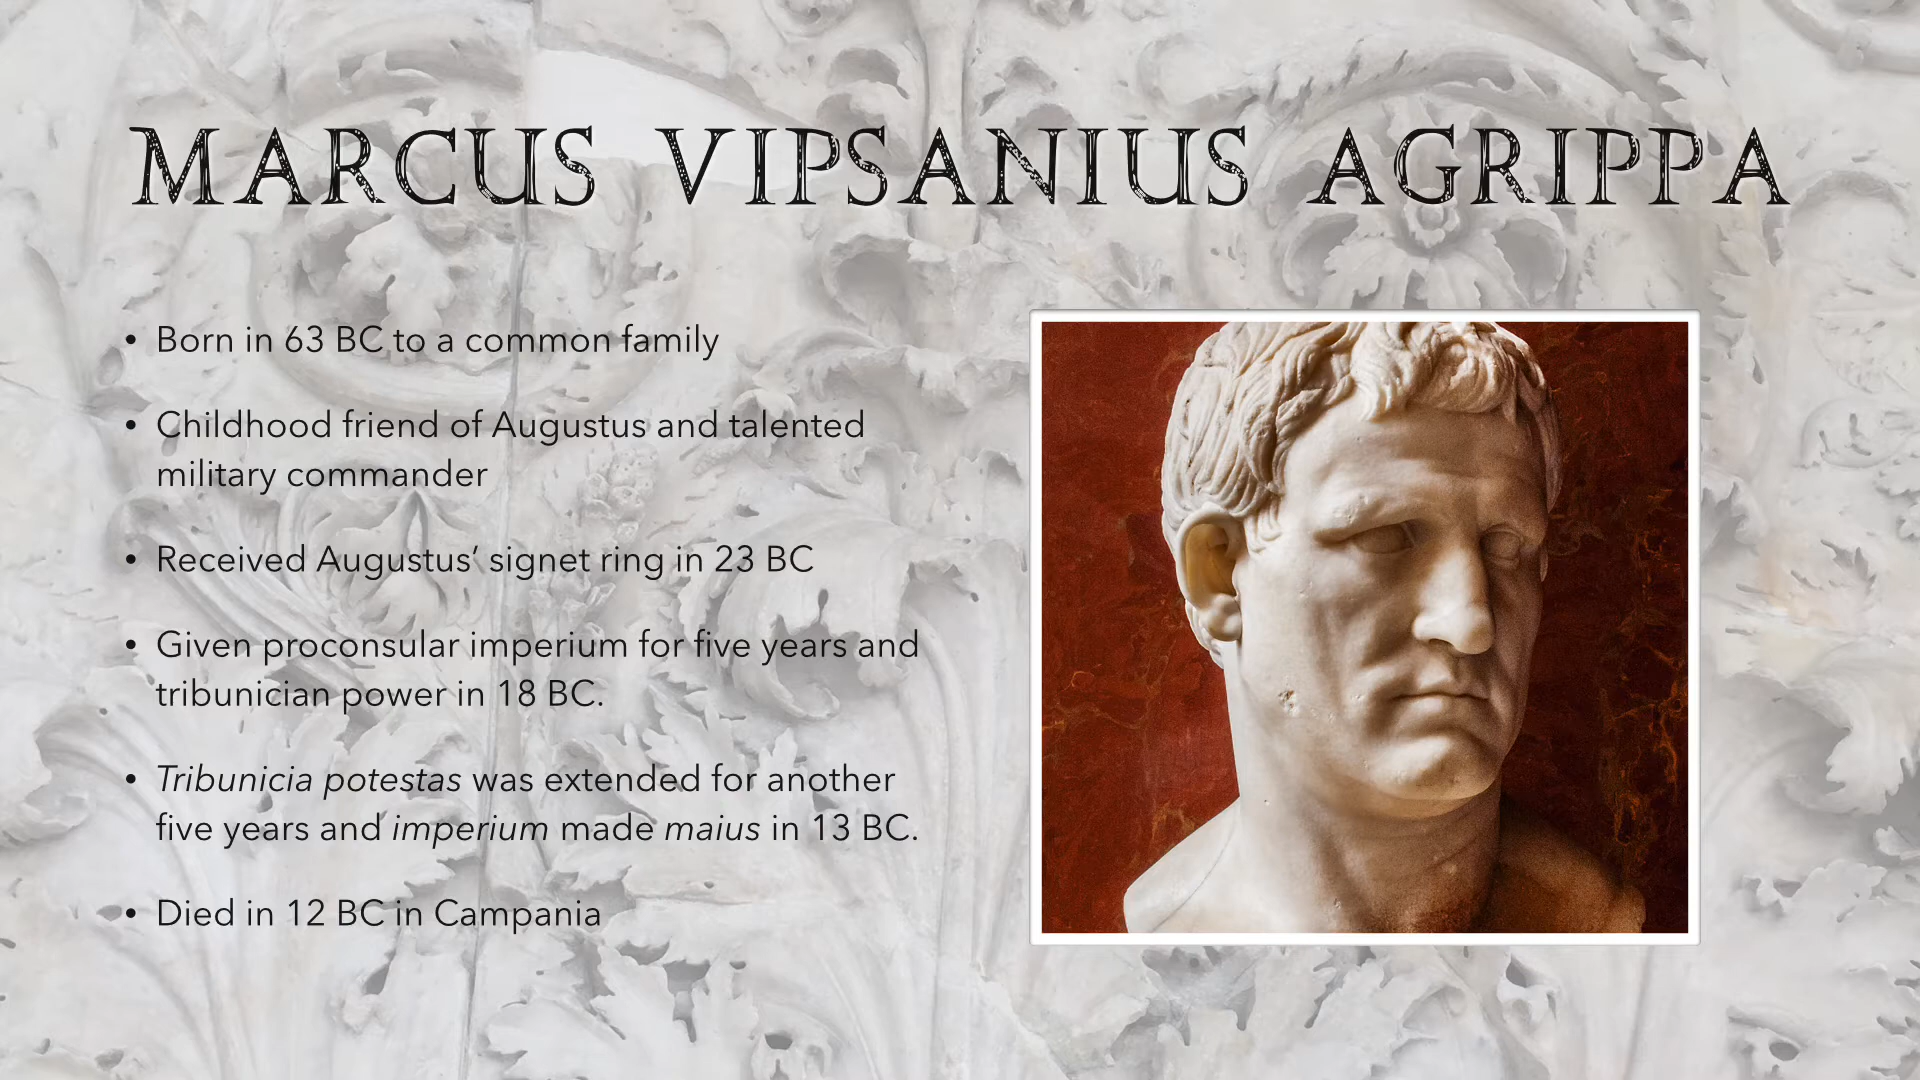 MARCUS VIPSANIUS AGRIPPA
• Born in 63 BC to a common family
• Childhood friend of Augustus and talented
military commander
• Received Augustus’ signet ring in 23 BC
• Given proconsular imperium for five years and
tribunician power in 18 BC.
• Tribunicia potestas was extended for another
five years and imperium made maius in 13 BC.
• Died in 12 BC in Campania